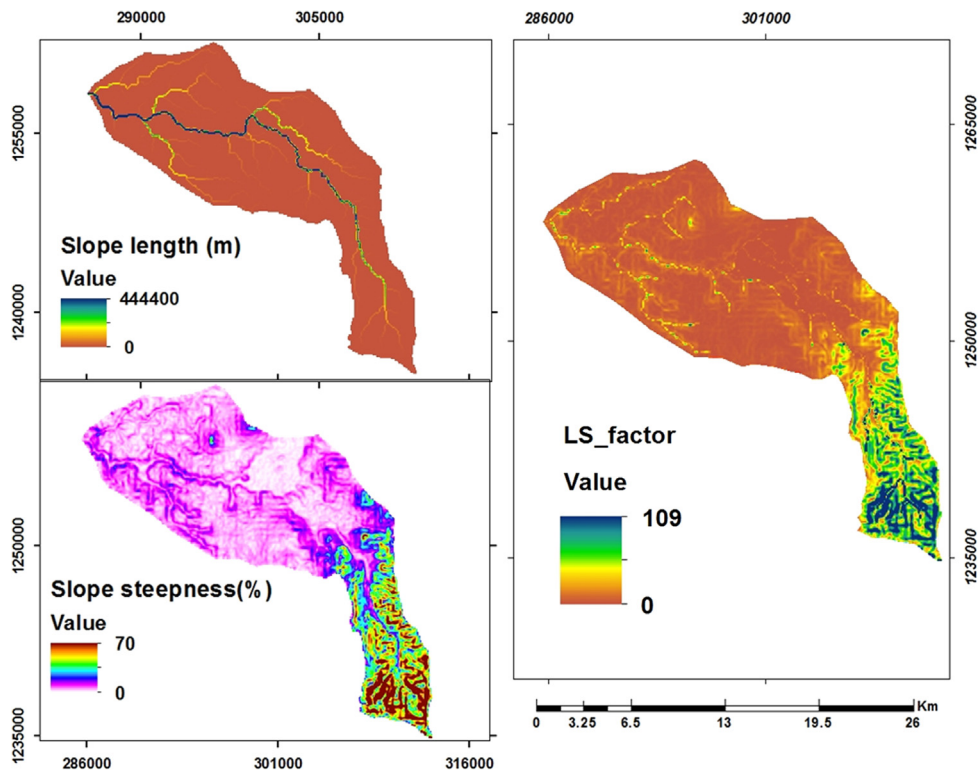 290000 305000
1255000
1240000
Slope length (m)
Value
444400
0
1250000
1235000
Slope steepness(%)
Value
70
0
286000 301000 316000
286000 301000
1265000
1250000
1235000
LS_factor
Value
109
0
Km
0 3.25 6.5 13 19.5 26